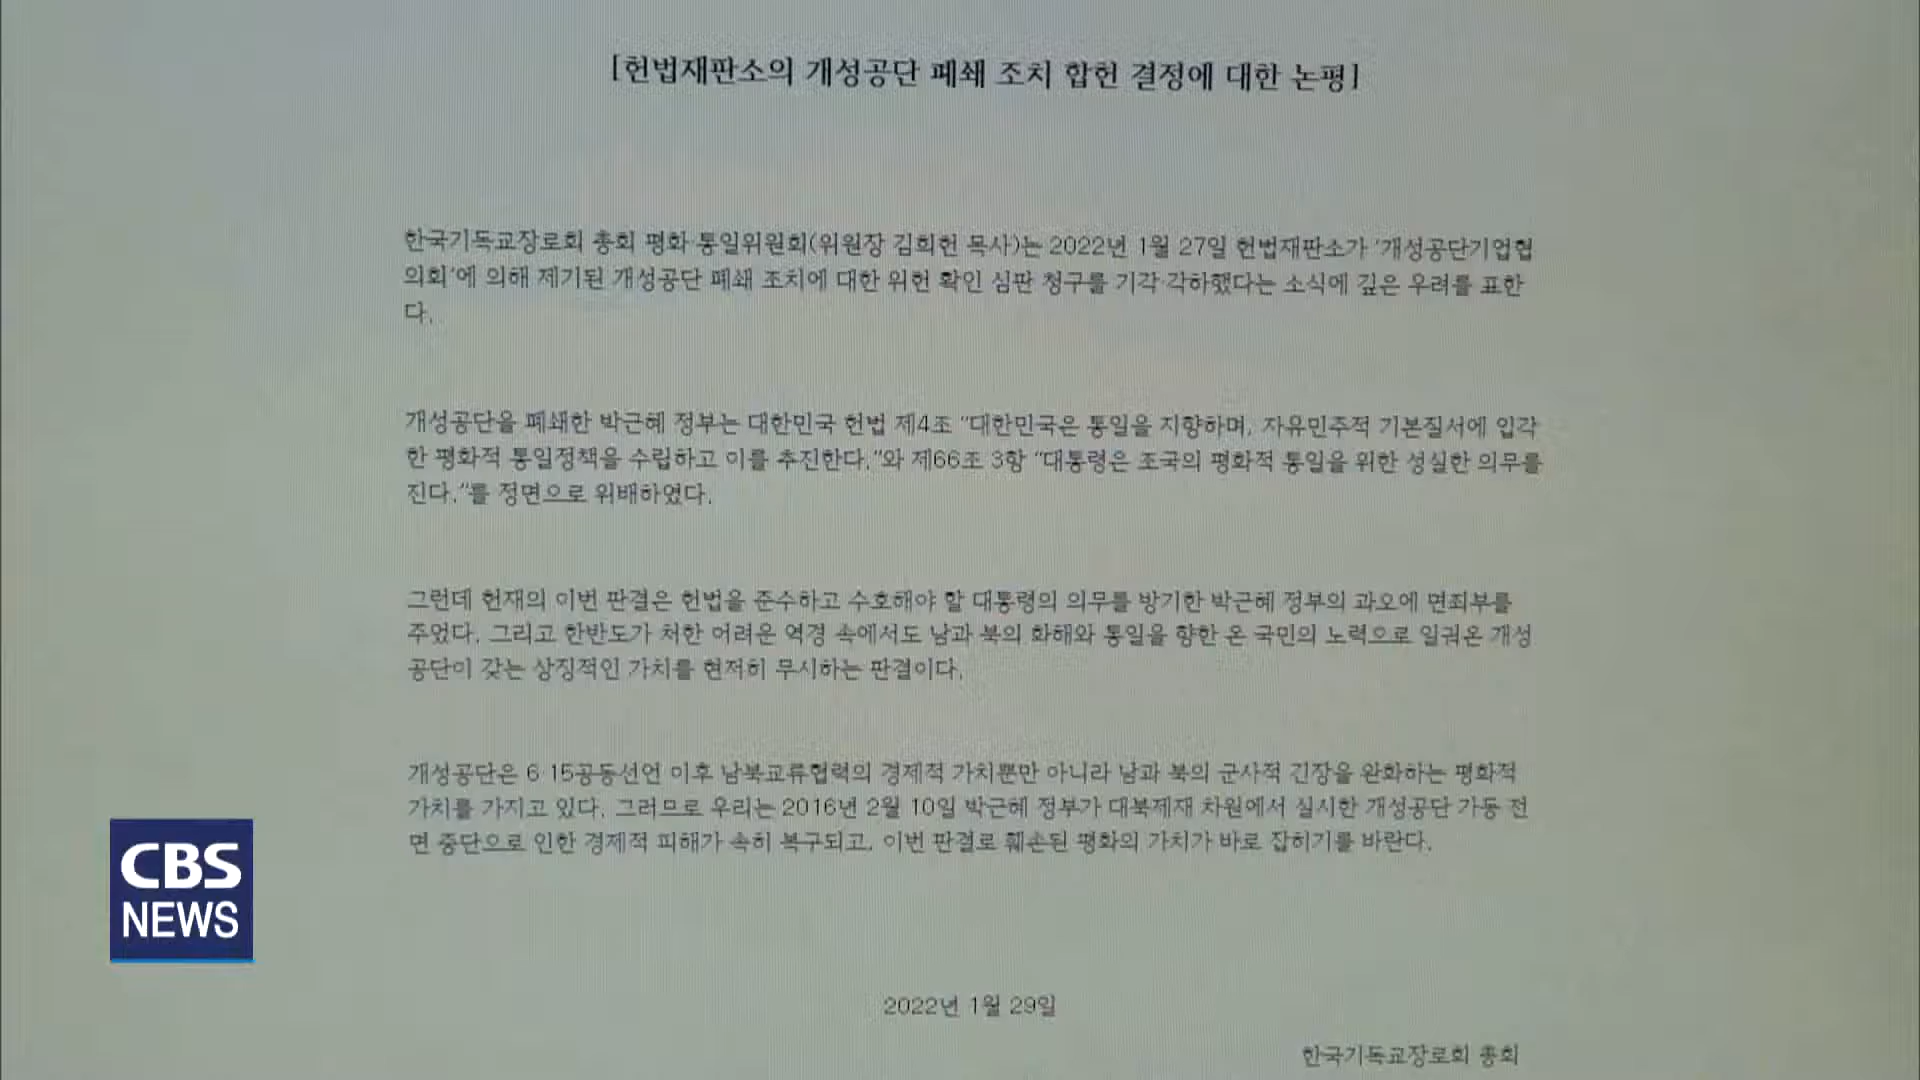 [헌법재판소의 개성공단 폐쇄 조치 합헌 결정에 대한 논평]
한국기독교장로회 총회 평화·통일위원회(위원장 김희헌 목사)는 2022년 1월 27일 헌법재판소가 '개성공단기업협
의회'에 의해 제기된 개성공단 폐쇄 조치에 대한 위헌 확인 심판 청구를 기각·각하했다는 소식에 깊은 우려를 표한
다.
개성공단을 폐쇄한 박근혜 정부는 대한민국 헌법 제4조 "대한민국은 통일을 지향하며, 자유민주적 기본질서에 입각
한 평화적 통일정책을 수립하고 이를 추진한다."와 제66조 3항 "대통령은 조국의 평화적 통일을 위한 성실한 의무를
진다."를 정면으로 위배하였다.
그런데 헌재의 이번 판결은 헌법을 준수하고 수호해야 할 대통령의 의무를 방기한 박근혜 정부의 과오에 면죄부를
주었다. 그리고 한반도가 처한 어려운 역경 속에서도 남과 북의 화해와 통일을 향한 온 국민의 노력으로 일궈온 개성
공단이 갖는 상징적인 가치를 현저히 무시하는 판결이다.
개성공단은 6·15공동선언 이후 남북교류협력의 경제적 가치뿐만 아니라 남과 북의 군사적 긴장을 완화하는 평화적
가치를 가지고 있다. 그러므로 우리는 2016년 2월 10일 박근혜 정부가 대북제재 차원에서 실시한 개성공단 가동 전
면 중단으로 인한 경제적 피해가 속히 복구되고, 이번 판결로 훼손된 평화의 가치가 바로 잡히기를 바란다.
CBS
NEWS
2022년 1월 29일
한국기독교장로회 총회